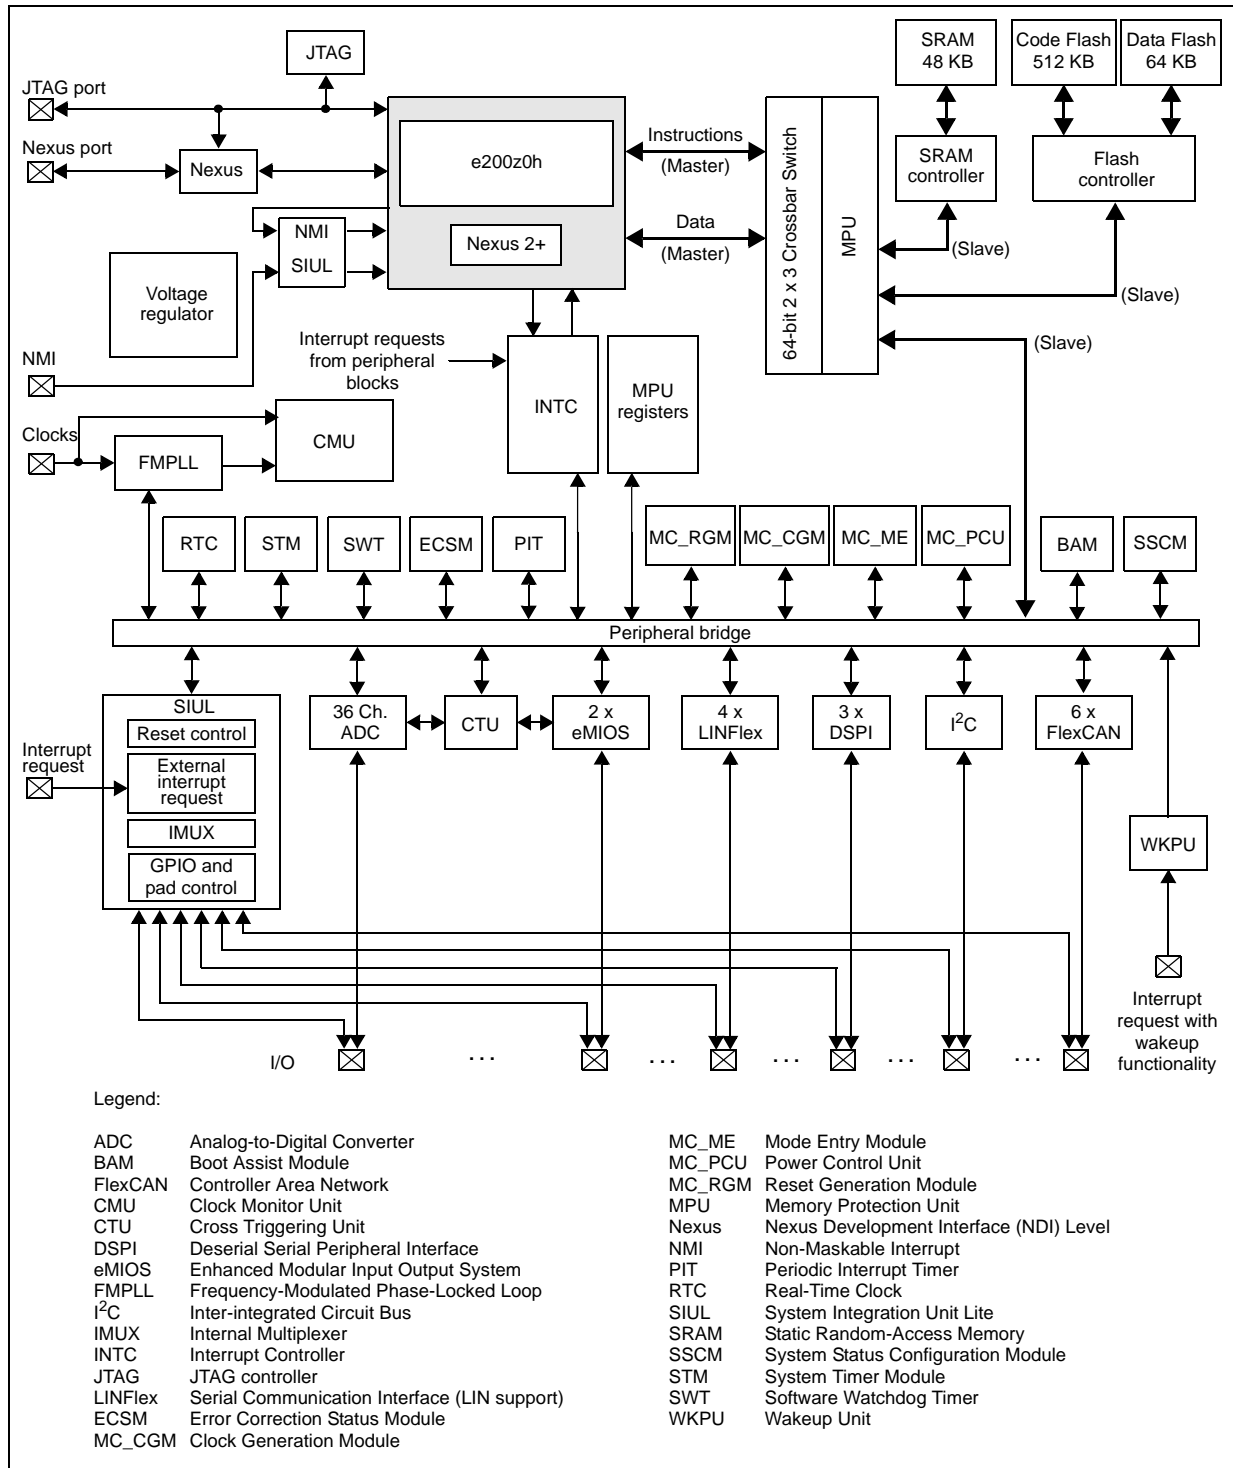 JTAG
SRAM
48 KB
Code Flash
512 KB
Data Flash
64 KB
JTAG port
Nexus port
Nexus
e200z0h
Nexus 2+
NMI
SIUL
Instructions
(Master)
Data
(Master)
64-bit 2 x 3 Crossbar Switch
MPU
SRAM
controller
Flash
controller
(Slave)
(Slave)
(Slave)
Voltage
regulator
NMI
Interrupt requests
from peripheral
blocks
INTC
MPU
registers
Clocks
FMPLL
CMU
RTC
STM
SWT
ECSM
PIT
MC_RGM
MC_CGM
MC_ME
MC_PCU
BAM
SSCM
Peripheral bridge
SIUL
Reset control
External
interrupt
request
IMUX
GPIO and
pad control
Interrupt
request
36 Ch.
ADC
CTU
2 x
eMIOS
4 x
LINFlex
3 x
DSPI
I²C
6 x
FlexCAN
WKPU
Interrupt
request with
wakeup
functionality
I/O
. . .
. . .
. . .
. . .
. . .
Legend:
ADC Analog-to-Digital Converter
BAM Boot Assist Module
FlexCAN Controller Area Network
CMU Clock Monitor Unit
CTU Cross Triggering Unit
DSPI Deserial Serial Peripheral Interface
eMIOS Enhanced Modular Input Output System
FMPLL Frequency-Modulated Phase-Locked Loop
I²C Inter-integrated Circuit Bus
IMUX Internal Multiplexer
INTC Interrupt Controller
JTAG JTAG controller
LINFlex Serial Communication Interface (LIN support)
ECSM Error Correction Status Module
MC_CGM Clock Generation Module
MC_ME Mode Entry Module
MC_PCU Power Control Unit
MC_RGM Reset Generation Module
MPU Memory Protection Unit
Nexus Nexus Development Interface (NDI) Level
NMI Non-Maskable Interrupt
PIT Periodic Interrupt Timer
RTC Real-Time Clock
SIUL System Integration Unit Lite
SRAM Static Random-Access Memory
SSCM System Status Configuration Module
STM System Timer Module
SWT Software Watchdog Timer
WKPU Wakeup Unit